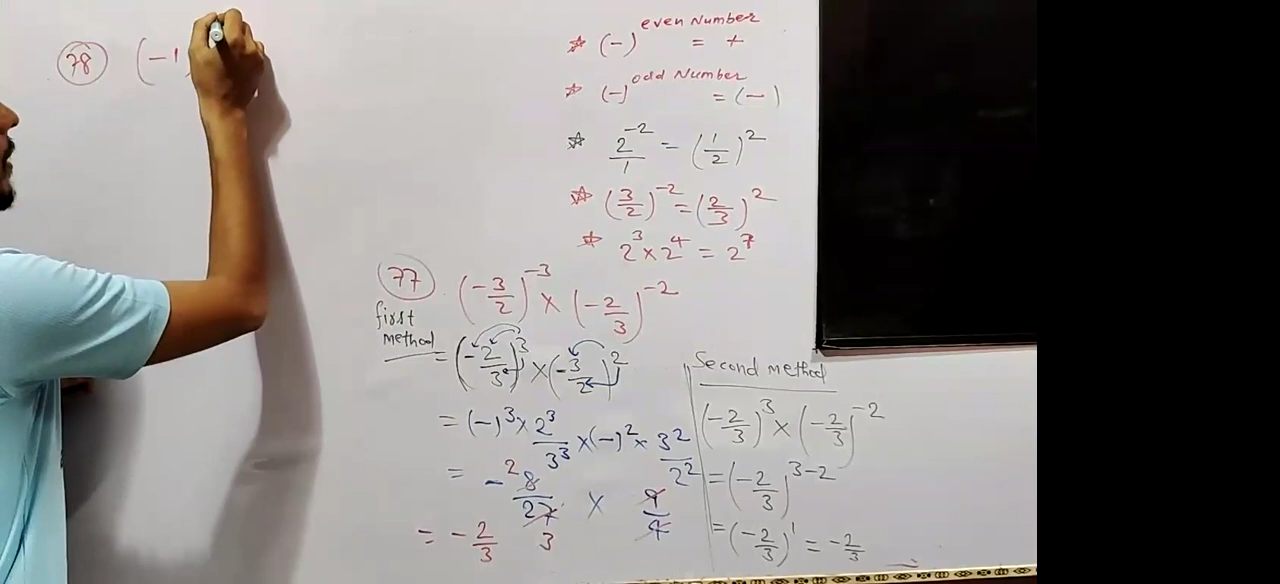 78 (-1
☆ (-)^even Number = +
☆ (-)^odd Number = (-)
☆ 2^-2/1 = (1/2)^2
☆ (3/2)^-2 = (2/3)^2
☆ 2^3 × 2^4 = 2^7
77 (-3/2)^-3 × (-2/3)^-2
first method
= (-2/3)^3 × (-3/2)^2
= (-)^3 × 2^3/3^3 × (-)^2 × 3^2/2^2
= - 2 8/27 3 × 9/4
= -2/3
Second method
(-2/3)^3 × (-2/3)^-2
= (-2/3)^3-2
= (-2/3)^1 = -2/3